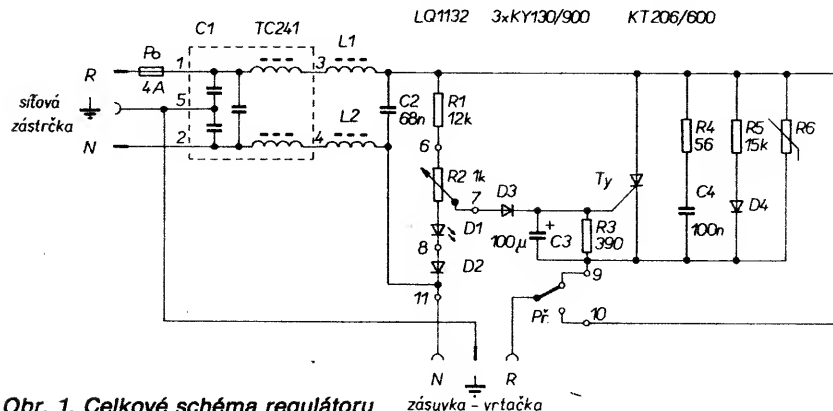 LQ1132 3xKY130/900 KT206/600
C1 TC241 L1
Po
R 1 3
4A
síťová
zástrčka
5
N 2 4
L2
C2
68n
R1
12k
6
R2 1k
7
D3
D1
8
D2
11
100µ + C3
R3
390
Ty
R4
56
C4
100n
R5
15k
D4
R6
9
Př.
10
N R
zásuvka - vrtačka
Obr. 1. Celkové schéma regulátoru